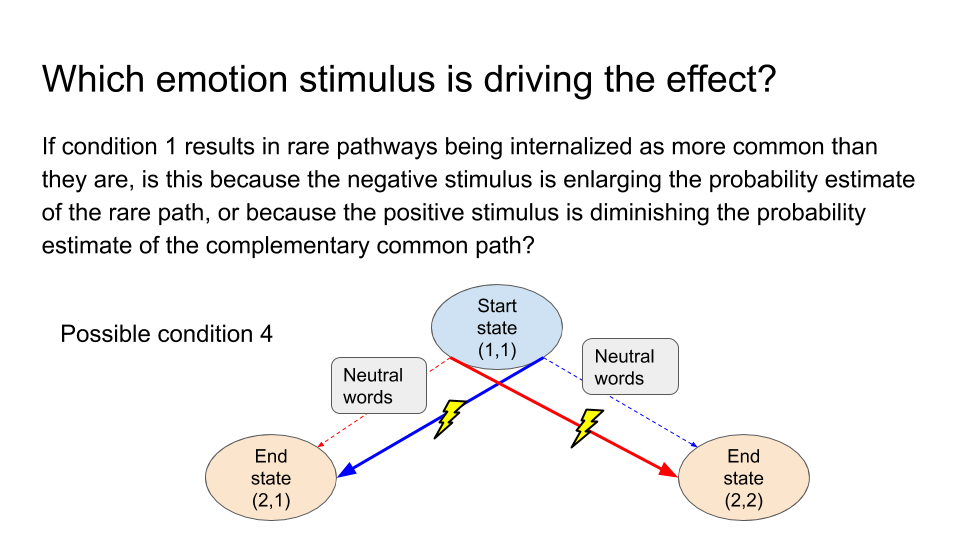 Which emotion stimulus is driving the effect?
If condition 1 results in rare pathways being internalized as more common than
they are, is this because the negative stimulus is enlarging the probability estimate
of the rare path, or because the positive stimulus is diminishing the probability
estimate of the complementary common path?
Possible condition 4
Start
state
(1,1)
Neutral
words
Neutral
words
End
state
(2,1)
End
state
(2,2)